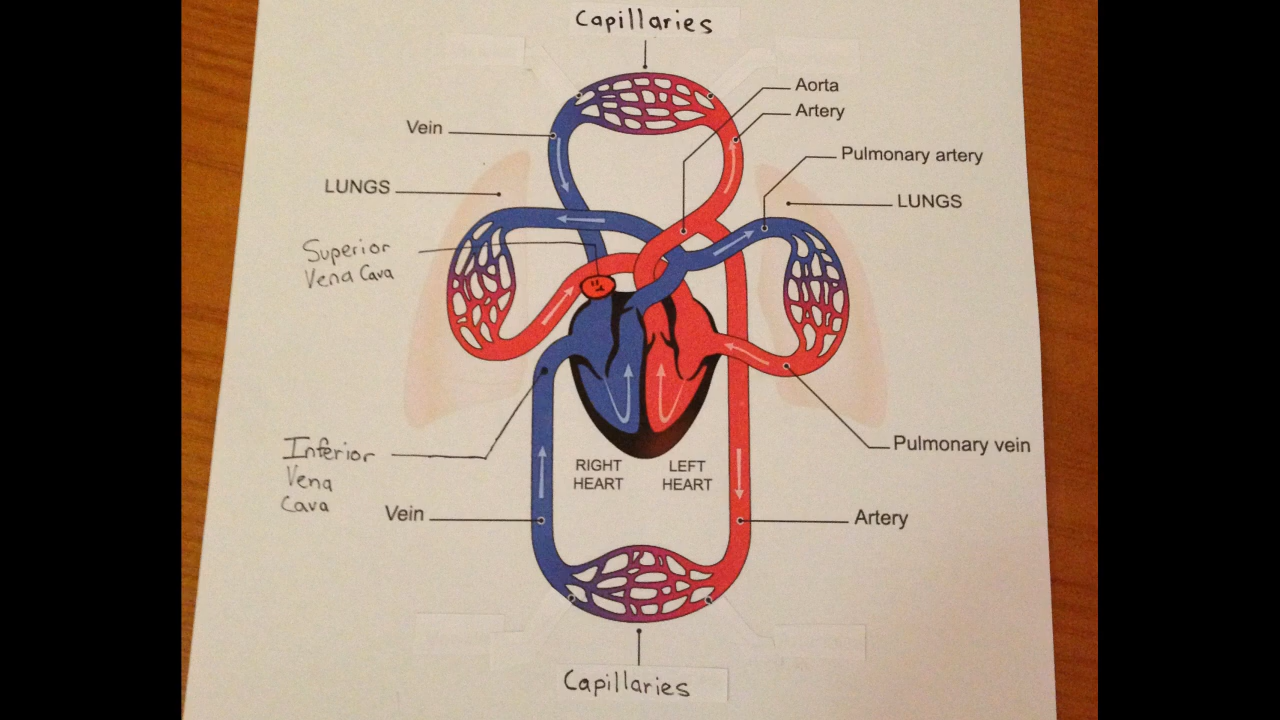 Capillaries
Aorta
Artery
Vein
Pulmonary artery
LUNGS
LUNGS
Superior
Vena Cava
Inferior
Vena
Cava
RIGHT
HEART
LEFT
HEART
Pulmonary vein
Vein
Artery
Capillaries